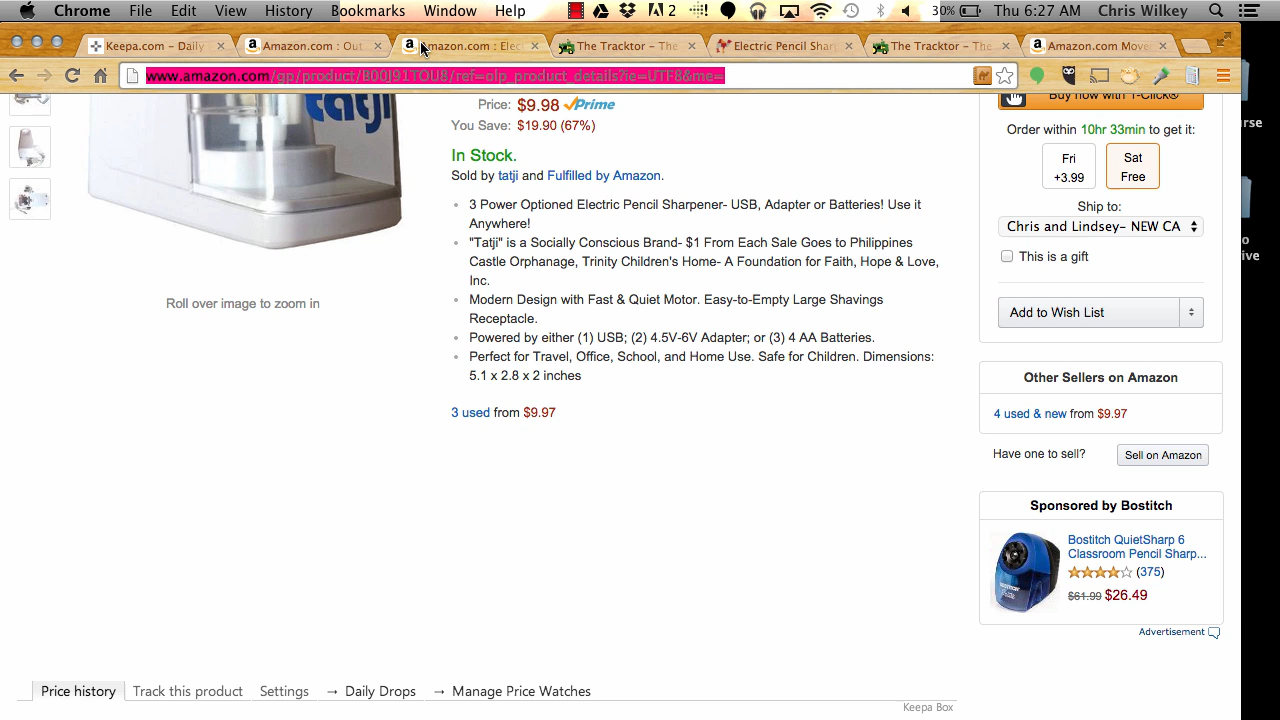 Chrome File Edit View History Bookmarks Window Help 2 30% Thu 6:27 AM Chris Wilkey
Keepa.com – Daily Amazon.com : Out mazon.com : Elec The Tracktor – The Electric Pencil Shar The Tracktor – The Amazon.com Move
www.amazon.com/gp/product/B00J91TOU8/ref=olp_product_details?ie=UTF8&me=
tatji
Price: $9.98 Prime
You Save: $19.90 (67%)
In Stock.
Sold by tatji and Fulfilled by Amazon.
3 Power Optioned Electric Pencil Sharpener- USB, Adapter or Batteries! Use it
Anywhere!
"Tatji" is a Socially Conscious Brand- $1 From Each Sale Goes to Philippines
Castle Orphanage, Trinity Children's Home- A Foundation for Faith, Hope & Love,
Inc.
Modern Design with Fast & Quiet Motor. Easy-to-Empty Large Shavings
Receptacle.
Powered by either (1) USB; (2) 4.5V-6V Adapter; or (3) 4 AA Batteries.
Perfect for Travel, Office, School, and Home Use. Safe for Children. Dimensions:
5.1 x 2.8 x 2 inches
3 used from $9.97
Roll over image to zoom in
Buy now with 1-Click®
Order within 10hr 33min to get it:
Fri
+3.99
Sat
Free
Ship to:
Chris and Lindsey- NEW CA
This is a gift
Add to Wish List
Other Sellers on Amazon
4 used & new from $9.97
Have one to sell? Sell on Amazon
Sponsored by Bostitch
Bostitch QuietSharp 6
Classroom Pencil Sharp...
(375)
$61.99 $26.49
Advertisement
Price history Track this product Settings → Daily Drops → Manage Price Watches
Keepa Box